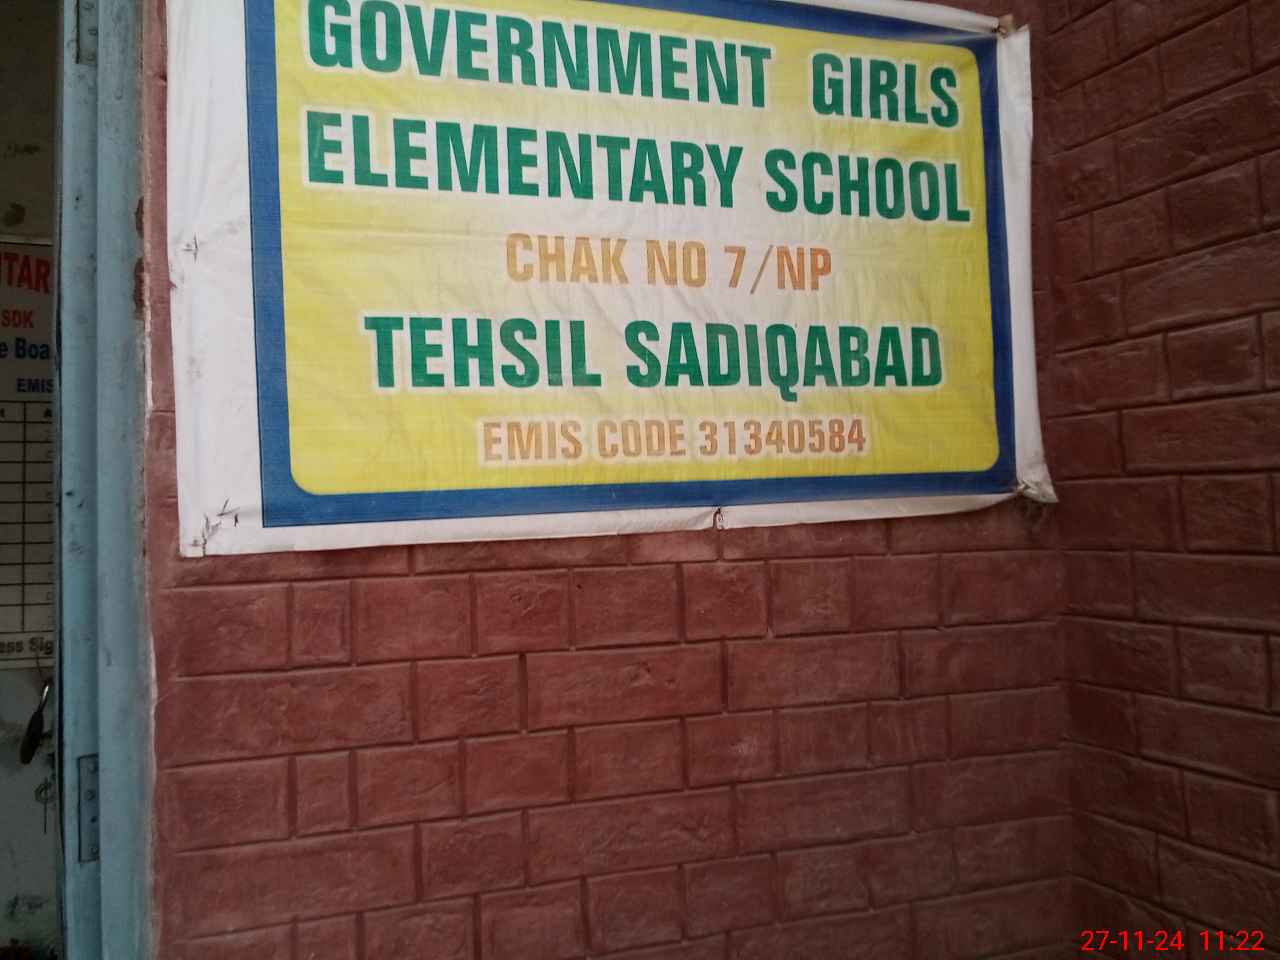 GOVERNMENT GIRLS
ELEMENTARY SCHOOL
CHAK NO 7/NP
TEHSIL SADIQABAD
EMIS CODE 31340584
SDK
EMIS
27-11-24 11:22